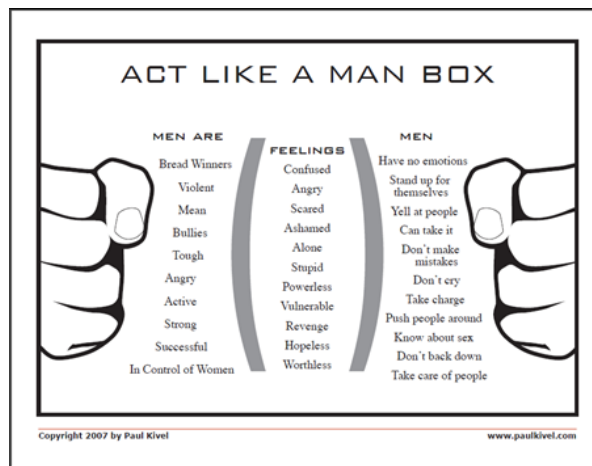 ACT LIKE A MAN BOX
MEN ARE
Bread Winners
Violent
Mean
Bullies
Tough
Angry
Active
Strong
Successful
In Control of Women
FEELINGS
Confused
Angry
Scared
Ashamed
Alone
Stupid
Powerless
Vulnerable
Revenge
Hopeless
Worthless
MEN
Have no emotions
Stand up for
themselves
Yell at people
Can take it
Don't make
mistakes
Don't cry
Take charge
Push people around
Know about sex
Don't back down
Take care of people
Copyright 2007 by Paul Kivel
www.paulkivel.com